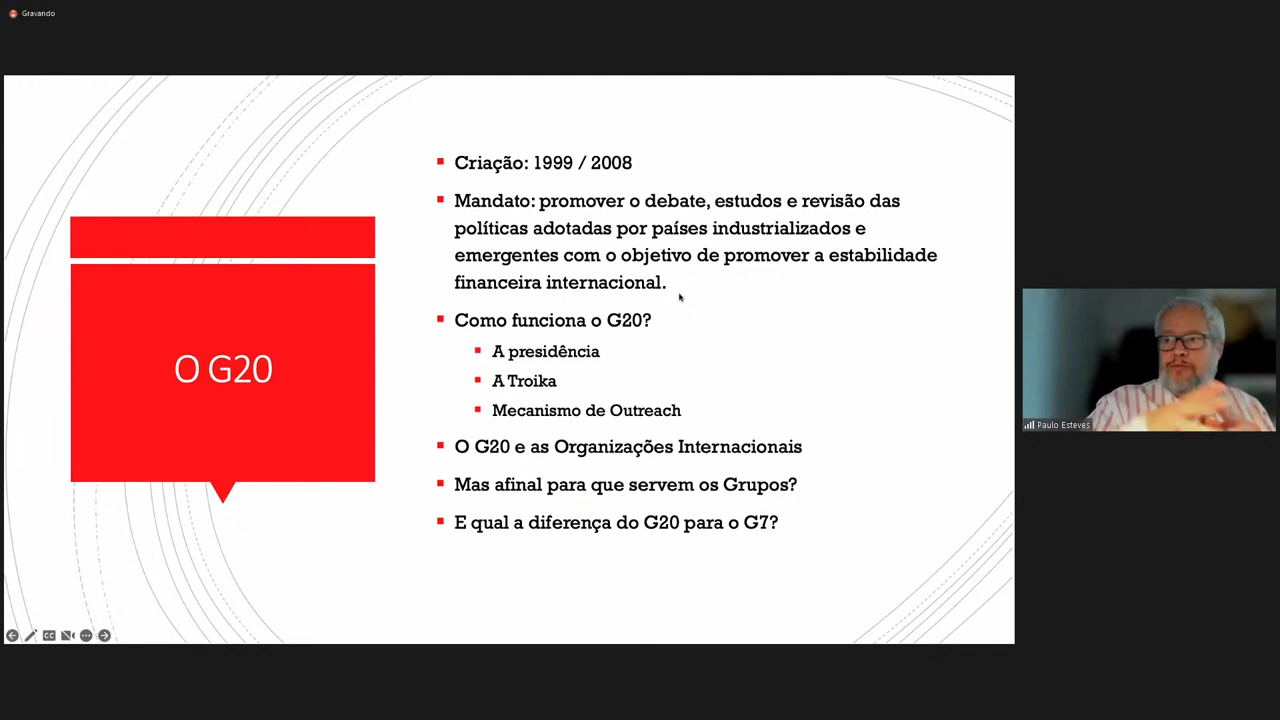 Gravando
O G20
Criação: 1999 / 2008
Mandato: promover o debate, estudos e revisão das
políticas adotadas por países industrializados e
emergentes com o objetivo de promover a estabilidade
financeira internacional.
Como funciona o G20?
A presidência
A Troika
Mecanismo de Outreach
O G20 e as Organizações Internacionais
Mas afinal para que servem os Grupos?
E qual a diferença do G20 para o G7?
Paulo Esteves
CC